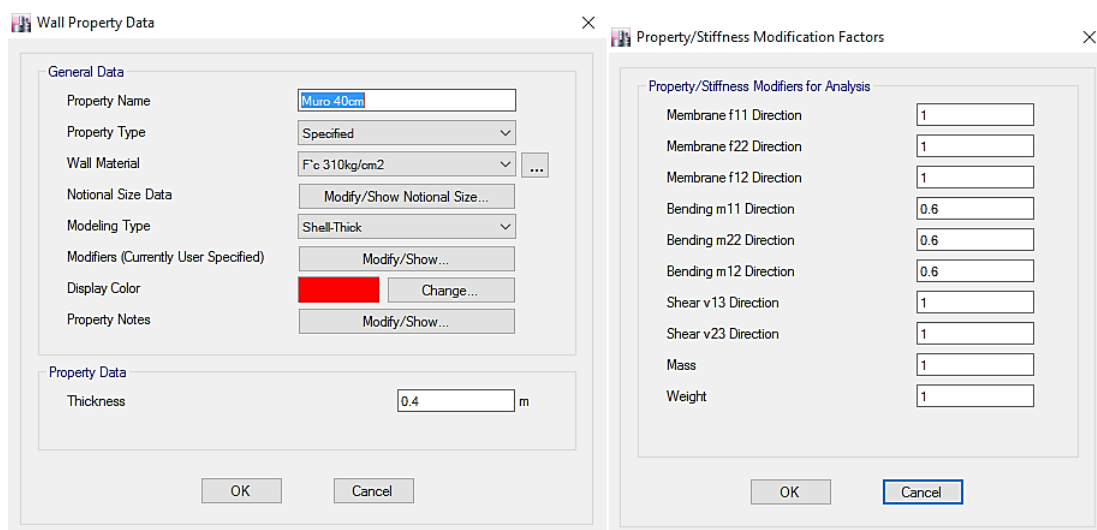 Wall Property Data
General Data
Property Name Muro 40cm
Property Type Specified
Wall Material F`c 310kg/cm2 ...
Notional Size Data Modify/Show Notional Size...
Modeling Type Shell-Thick
Modifiers (Currently User Specified) Modify/Show...
Display Color Change...
Property Notes Modify/Show...
Property Data
Thickness 0.4 m
OK Cancel
Property/Stiffness Modification Factors
Property/Stiffness Modifiers for Analysis
Membrane f11 Direction 1
Membrane f22 Direction 1
Membrane f12 Direction 1
Bending m11 Direction 0.6
Bending m22 Direction 0.6
Bending m12 Direction 0.6
Shear v13 Direction 1
Shear v23 Direction 1
Mass 1
Weight 1
OK Cancel